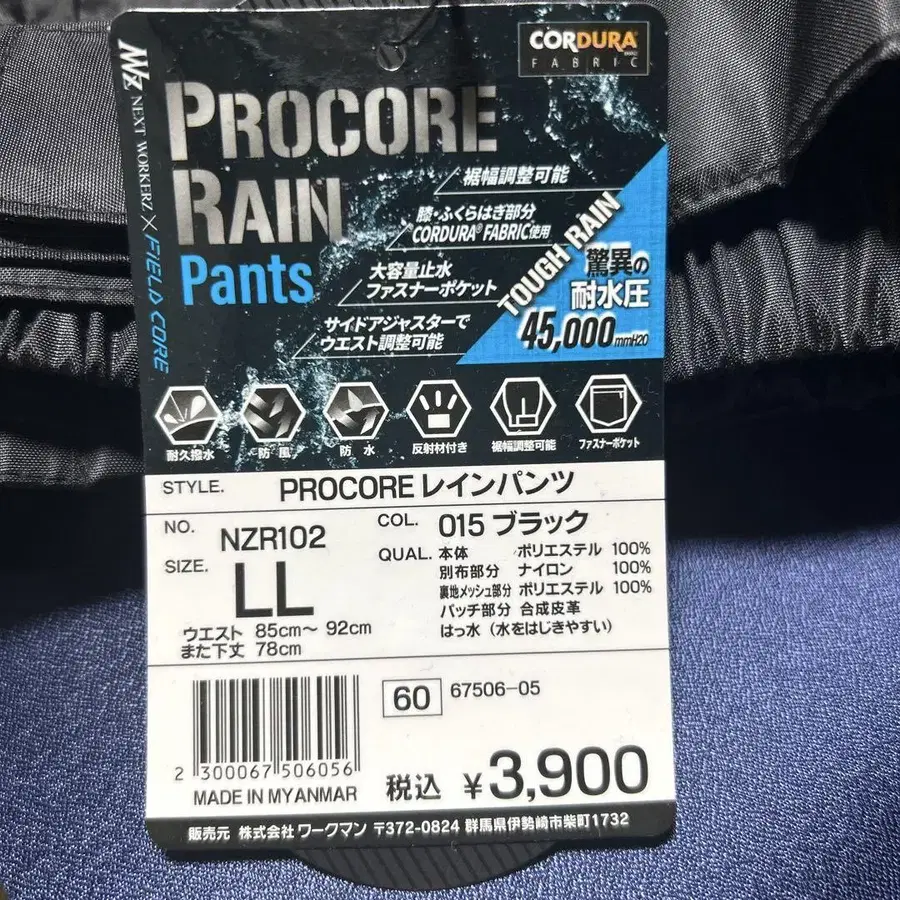 CORDURA
FABRIC
NEXT WORKERZ × FiELD CORE
PROCORE
RAIN
Pants
裾幅調整可能
膝・ふくらはぎ部分
CORDURA® FABRIC使用
大容量止水
ファスナーポケット
サイドアジャスターで
ウエスト調整可能
TOUGH RAIN
驚異の
耐水圧
45,000mmH2O
耐久撥水
防風
防水
反射材付き
裾幅調整可能
ファスナーポケット
STYLE. PROCORE レインパンツ
NO. NZR102
COL. 015 ブラック
SIZE. LL
ウエスト 85cm～ 92cm
また下丈 78cm
QUAL. 本体 ポリエステル 100%
別布部分 ナイロン 100%
裏地メッシュ部分 ポリエステル 100%
パッチ部分 合成皮革
はっ水（水をはじきやすい）
60 67506-05
2 300067 506056
MADE IN MYANMAR
税込 ¥3,900
販売元 株式会社 ワークマン 〒372-0824 群馬県伊勢崎市柴町1732